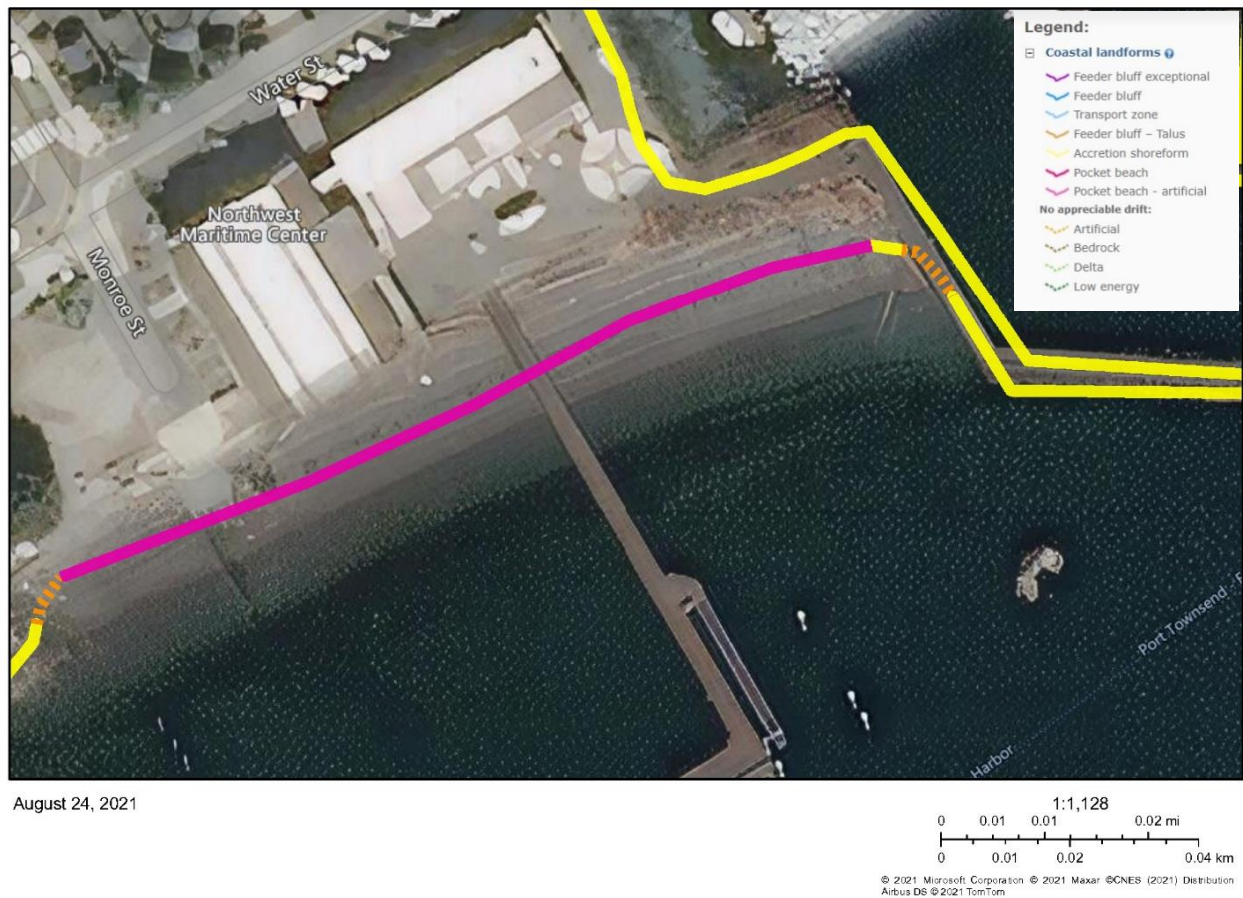 Legend:
Coastal landforms
Feeder bluff exceptional
Feeder bluff
Transport zone
Feeder bluff – Talus
Accretion shoreform
Pocket beach
Pocket beach - artificial
No appreciable drift:
Artificial
Bedrock
Delta
Low energy
Water St
Northwest
Maritime Center
Monroe St
Port Townsend - F
Harbor
August 24, 2021
1:1,128
0 0.01 0.01 0.02 mi
0 0.01 0.02 0.04 km
© 2021 Microsoft Corporation © 2021 Maxar ©CNES (2021) Distribution
Airbus DS © 2021 TomTom